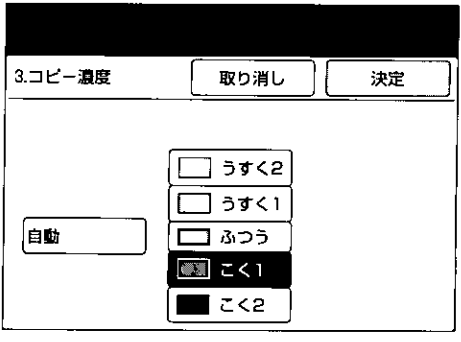 3.コピー濃度 取り消し 決定
うすく2
うすく1
自動 ふつう
こく1
こく2